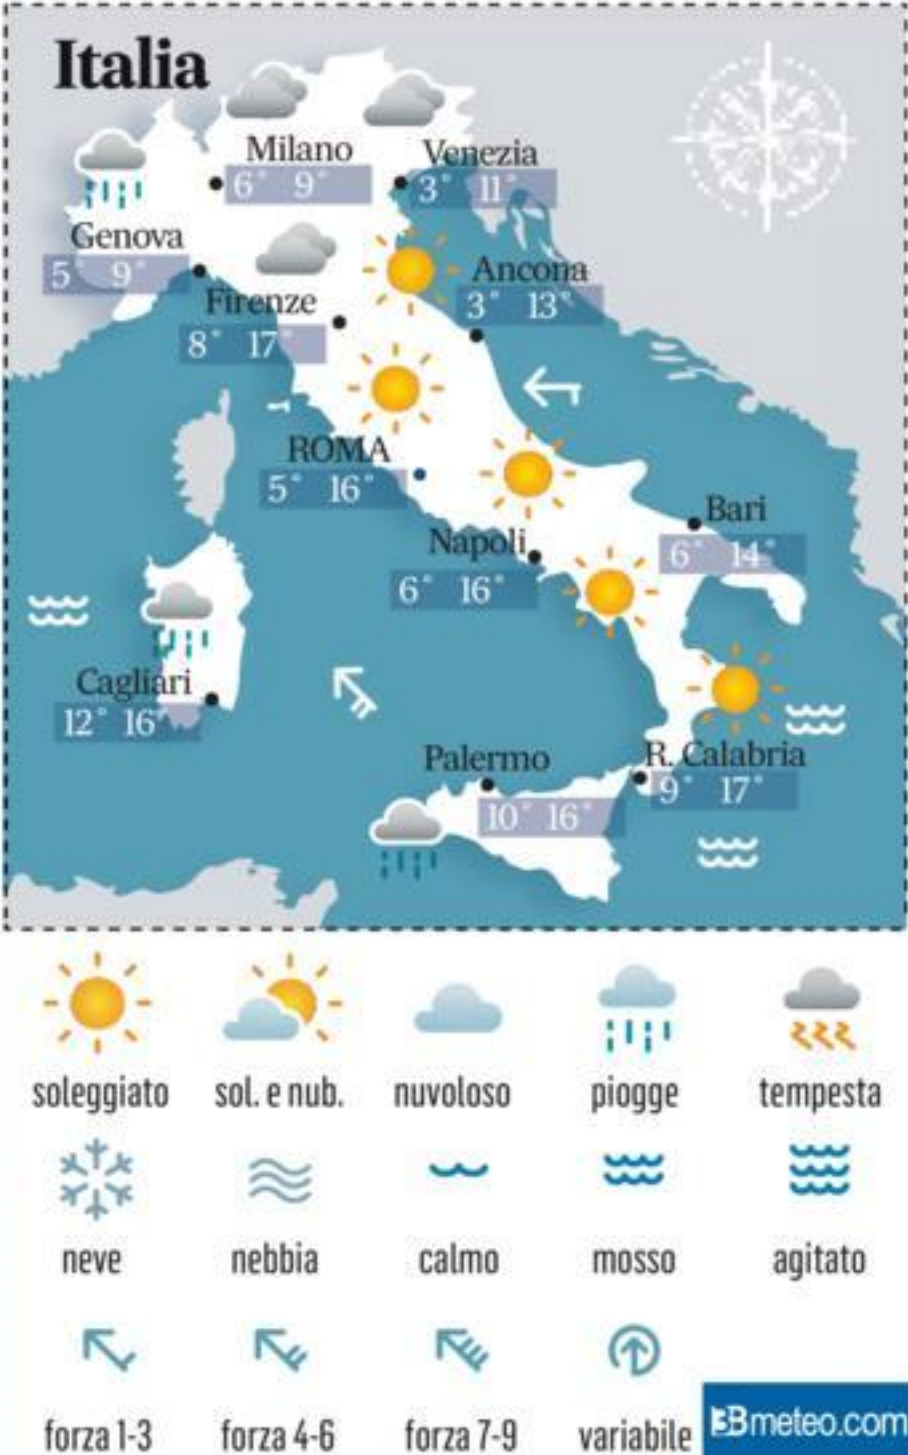 Italia
Milano
6° 9°
Venezia
3° 11°
Genova
5° 9°
Firenze
8° 17°
Ancona
3° 13°
ROMA
5° 16°
Napoli
6° 16°
Bari
6° 14°
Cagliari
12° 16°
Palermo
10° 16°
R. Calabria
9° 17°
soleggiato
sol. e nub.
nuvoloso
piogge
tempesta
neve
nebbia
calmo
mosso
agitato
forza 1-3
forza 4-6
forza 7-9
variabile
3Bmeteo.com